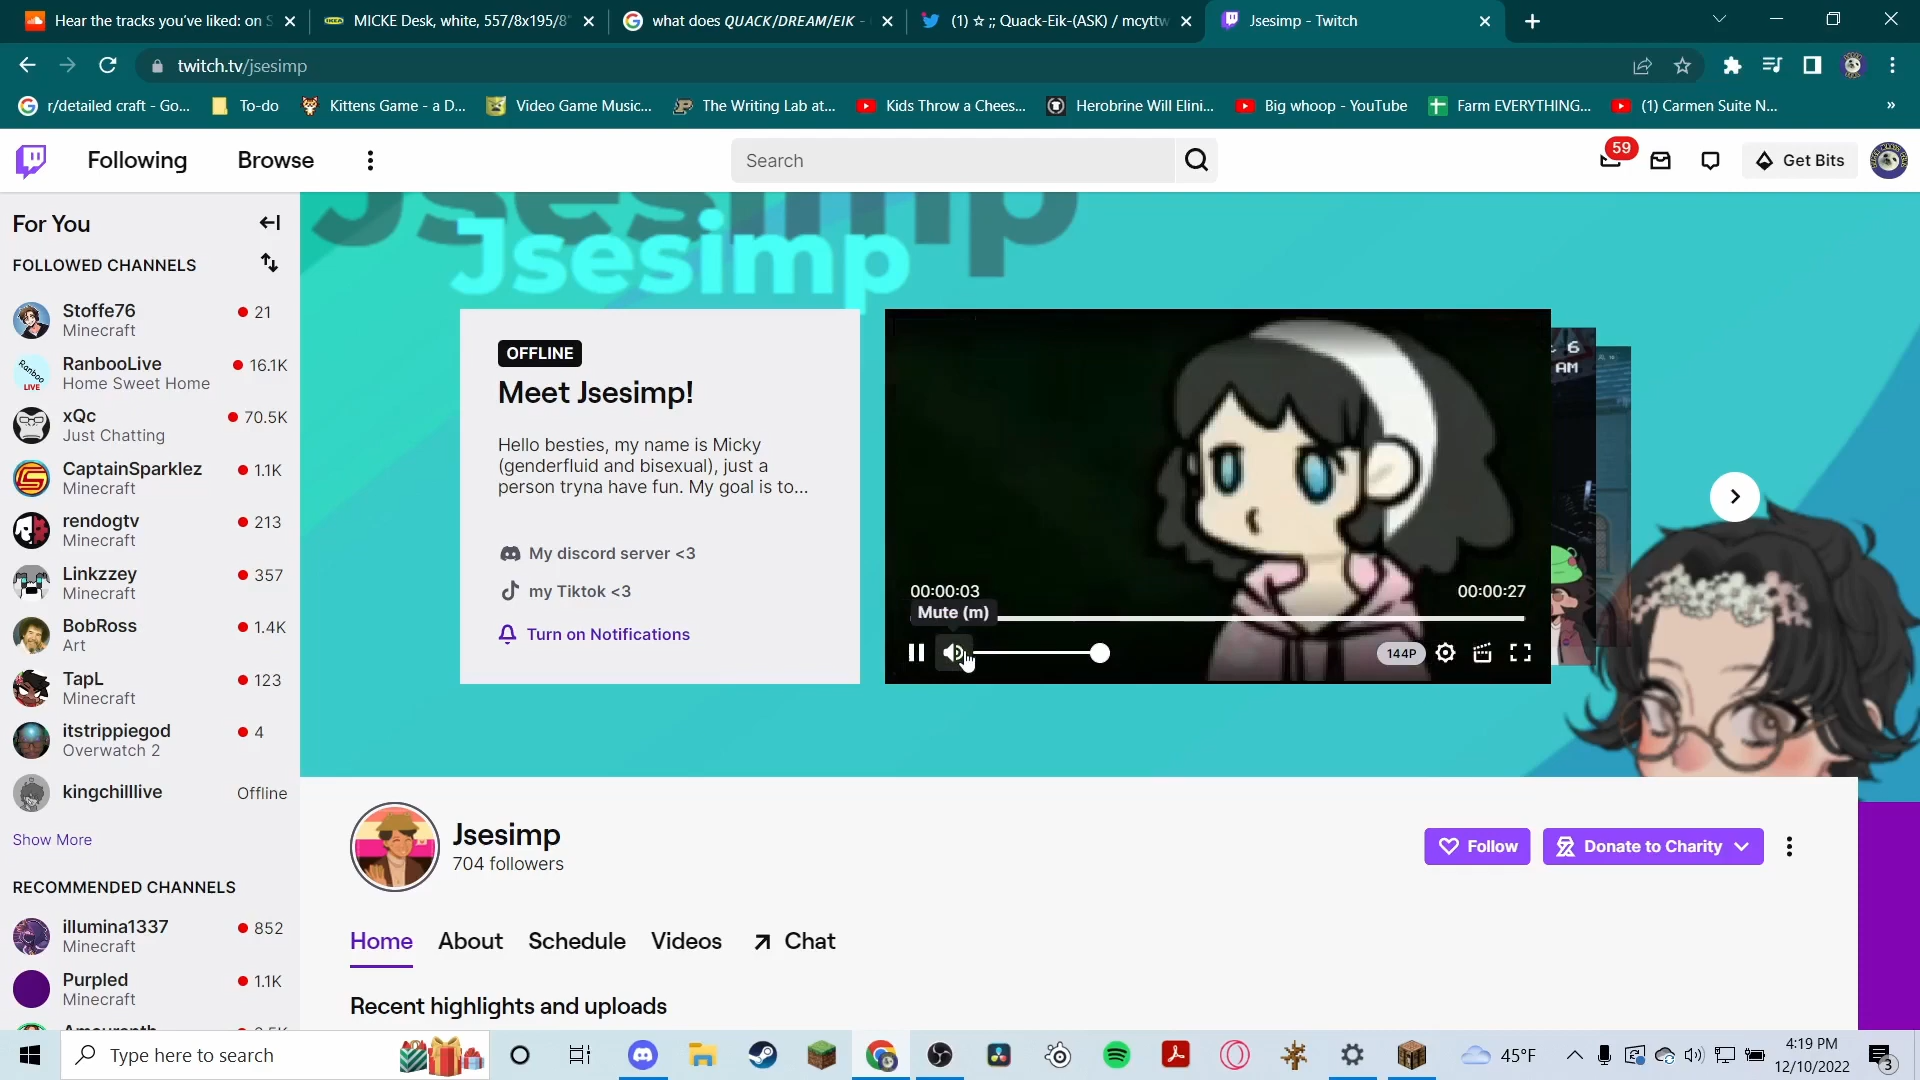 Hear the tracks you've liked: on S
MICKE Desk, white, 557/8x195/8"
what does QUACK/DREAM/EIK -
(1) ☆ ;; Quack-Eik-(ASK) / mcyttw
Jsesimp - Twitch
twitch.tv/jsesimp
r/detailed craft - Go...
To-do
Kittens Game - a D...
Video Game Music...
The Writing Lab at...
Kids Throw a Chees...
Herobrine Will Elini...
Big whoop - YouTube
Farm EVERYTHING...
(1) Carmen Suite N...
»
Following
Browse
Search
59
Get Bits
For You
FOLLOWED CHANNELS
Stoffe76
21
Minecraft
RanbooLive
16.1K
Home Sweet Home
xQc
70.5K
Just Chatting
CaptainSparklez
1.1K
Minecraft
rendogtv
213
Minecraft
Linkzzey
357
Minecraft
BobRoss
1.4K
Art
TapL
123
Minecraft
itstrippiegod
4
Overwatch 2
kingchilllive
Offline
Show More
RECOMMENDED CHANNELS
illumina1337
852
Minecraft
Purpled
1.1K
Minecraft
Jsesimp
Jsesimp
OFFLINE
Meet Jsesimp!
Hello besties, my name is Micky
(genderfluid and bisexual), just a
person tryna have fun. My goal is to...
My discord server <3
my Tiktok <3
Turn on Notifications
00:00:03
00:00:27
Mute (m)
144P
6
AM
Jsesimp
704 followers
Follow
Donate to Charity
Home
About
Schedule
Videos
Chat
Recent highlights and uploads
Type here to search
45°F
4:19 PM
12/10/2022
3